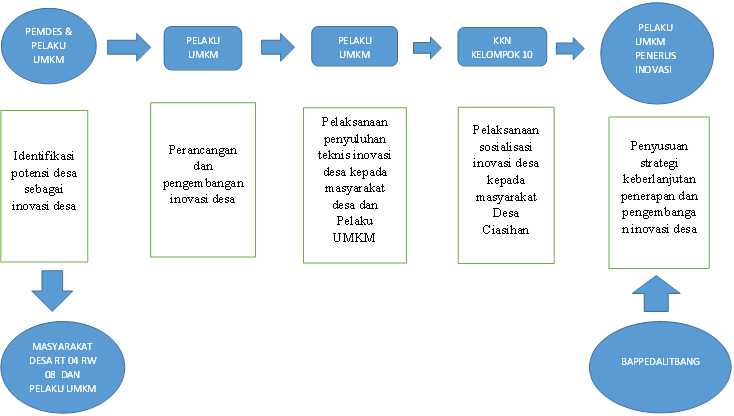 PEMDES &
PELAKU
UMKM
PELAKU
UMKM
PELAKU
UMKM
KKN
KELOMPOK 10
PELAKU
UMKM
PENERUS
INOVASI
Identifikasi
potensi desa
sebagai
inovasi desa
Perancangan
dan
pengembangan
inovasi desa
Pelaksanaan
penyuluhan
teknis inovasi
desa kepada
masyarakat
desa dan
Pelaku
UMKM
Pelaksanaan
sosialisasi
inovasi desa
kepada
masyarakat
Desa
Ciasihan
Penyusuan
strategi
keberlanjutan
penerapan dan
pengembanga
n inovasi desa
MASYARAKAT
DESA RT 04 RW
08 DAN
PELAKU UMKM
BAPPEDALITBANG